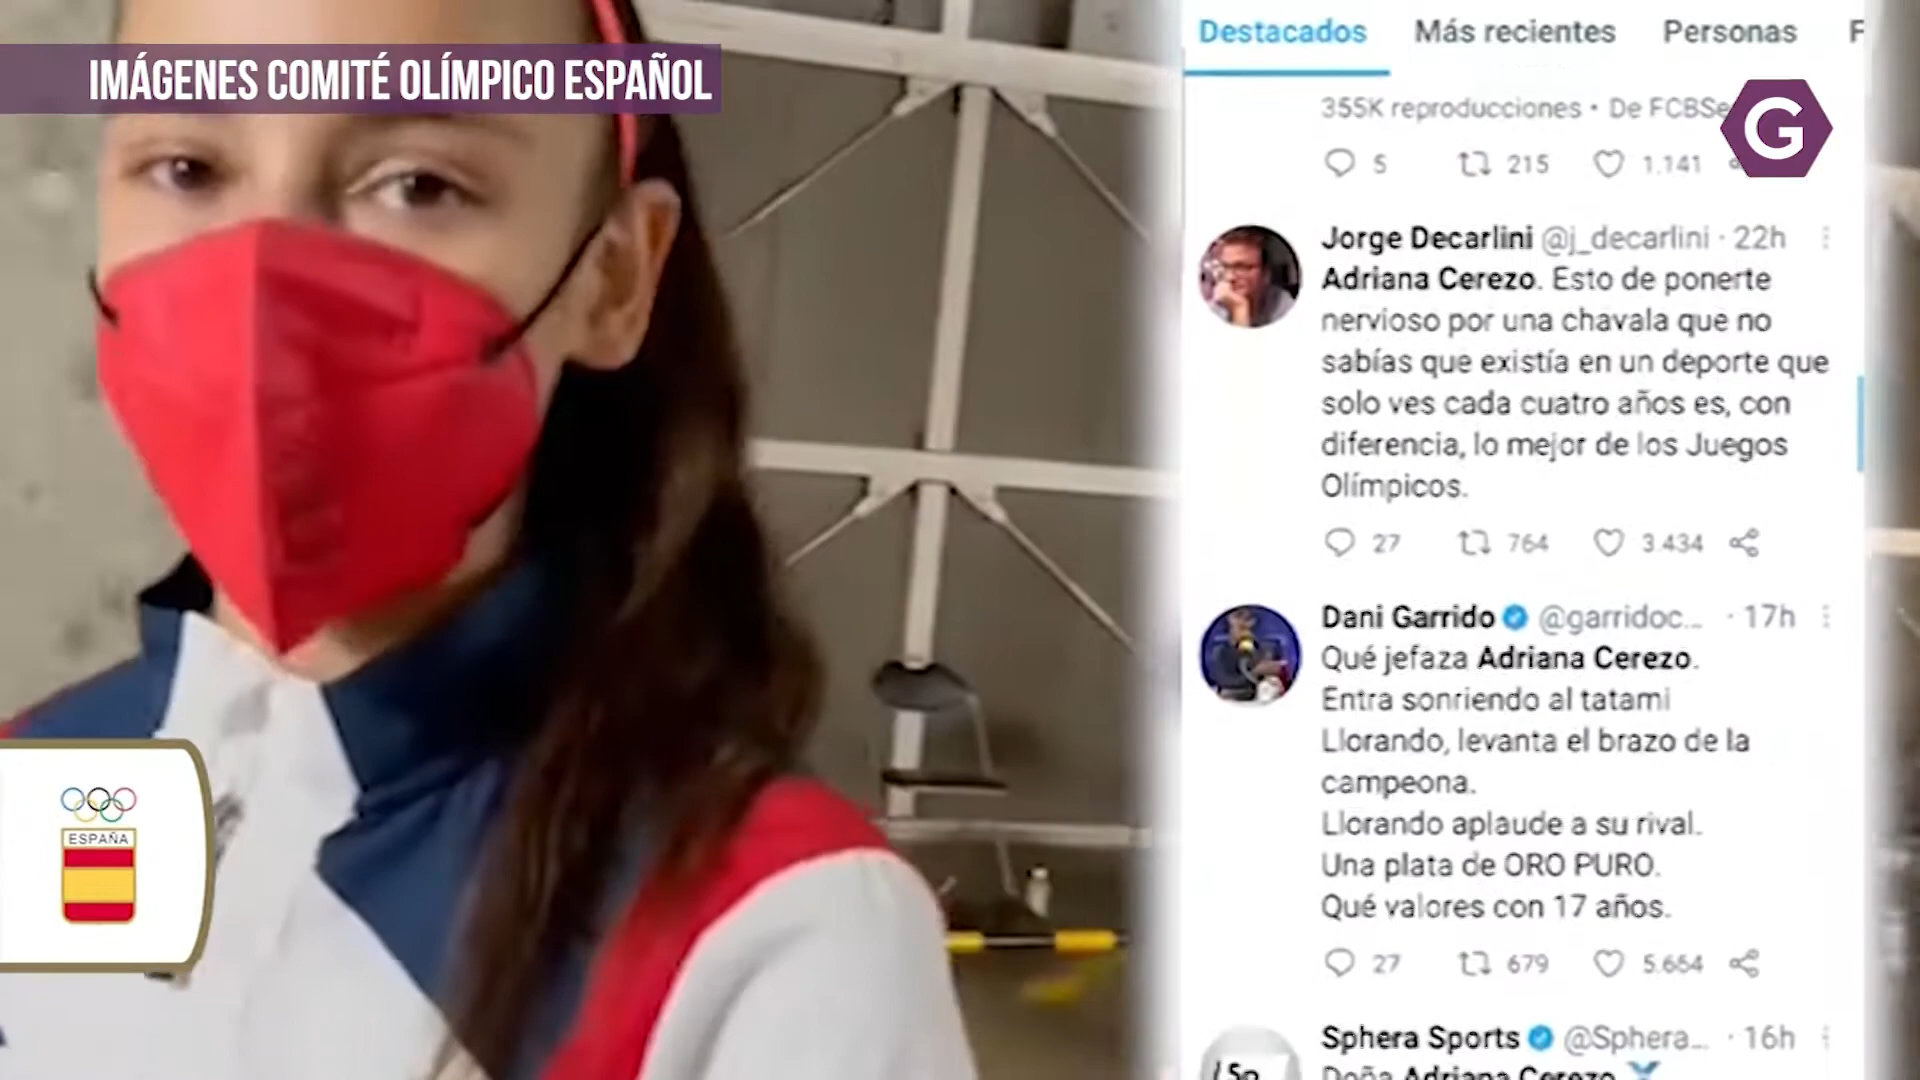 IMÁGENES COMITÉ OLÍMPICO ESPAÑOL
ESPAÑA
Destacados Más recientes Personas F
355K reproducciones · De FCBSe
G
5 215 1.141
Jorge Decarlini @j_decarlini · 22h
Adriana Cerezo. Esto de ponerte
nervioso por una chavala que no
sabías que existía en un deporte que
solo ves cada cuatro años es, con
diferencia, lo mejor de los Juegos
Olímpicos.
27 764 3.434
Dani Garrido @garridoc... · 17h
Qué jefaza Adriana Cerezo.
Entra sonriendo al tatami
Llorando, levanta el brazo de la
campeona.
Llorando aplaude a su rival.
Una plata de ORO PURO.
Qué valores con 17 años.
27 679 5.664
Sphera Sports @Sphera... · 16h
Doña Adriana Cerezo